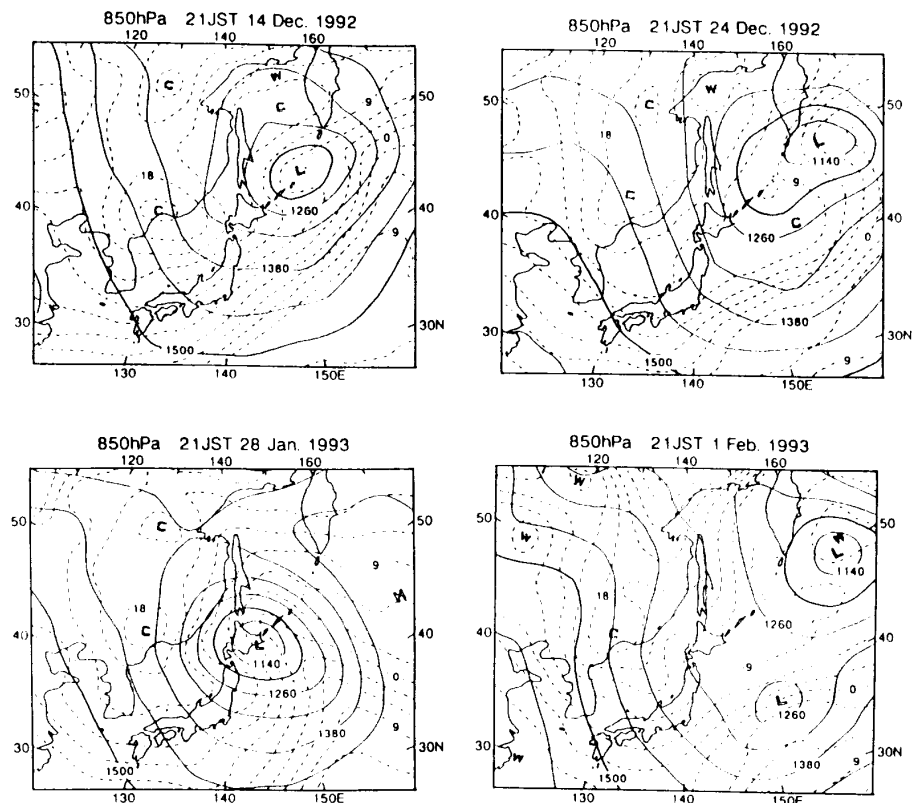 850hPa 21JST 14 Dec. 1992
120 140 160
50 C W C 9 50
0
18 L
40 C 1260 40
9
1380
30 1500 30N
130 140 150E
850hPa 21JST 24 Dec. 1992
120 140 160
50 C W 50
18 L
1140
9
40 C C 40
1260 0
1380
30 1500 30N
9
130 140 150E
850hPa 21JST 28 Jan. 1993
120 140 160
50 C 50
9
18 W
40 C L 40
1140
1260 0
1380 9
30 1500 30N
130 140 150E
850hPa 21JST 1 Feb. 1993
120 140 160
W
50 W W 50
L
1140
18
1260
40 C 40
9
0
L
1260
30 W 1380 30N
1500 9
130 140 150E